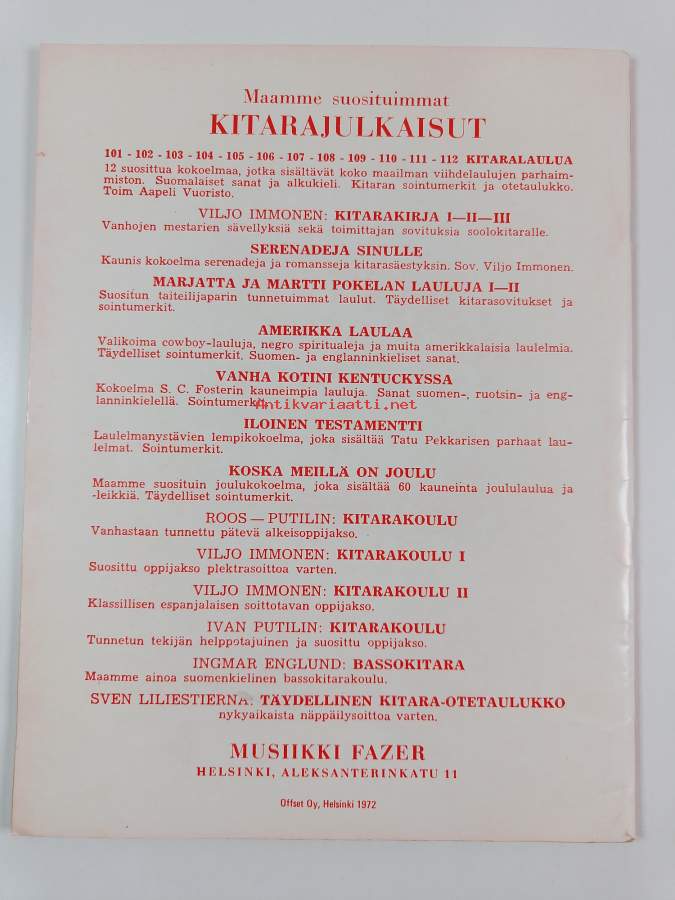 Maamme suosituimmat
KITARAJULKAISUT
101 - 102 - 103 - 104 - 105 - 106 - 107 - 108 - 109 - 110 - 111 - 112 KITARALAULUA
12 suosittua kokoelmaa, jotka sisältävät koko maailman viihdelaulujen parhaim-
miston. Suomalaiset sanat ja alkukieli. Kitaran sointumerkit ja otetaulukko.
Toim Aapeli Vuoristo.
VILJO IMMONEN: KITARAKIRJA I—II—III
Vanhojen mestarien sävellyksiä sekä toimittajan sovituksia soolokitaralle.
SERENADEJA SINULLE
Kaunis kokoelma serenadeja ja romansseja kitarasäestyksin. Sov. Viljo Immonen.
MARJATTA JA MARTTI POKELAN LAULUJA I—II
Suositun taiteilijaparin tunnetuimmat laulut. Täydelliset kitarasovitukset ja
sointumerkit.
AMERIKKA LAULAA
Valikoima cowboy-lauluja, negro spiritualeja ja muita amerikkalaisia laulelmia.
Täydelliset sointumerkit. Suomen- ja englanninkieliset sanat.
VANHA KOTINI KENTUCKYSSA
Kokoelma S. C. Fosterin kauneimpia lauluja. Sanat suomen-, ruotsin- ja eng-
lanninkielellä. Sointumerkit.
Antikvariaatti.net
ILOINEN TESTAMENTTI
Laulelmanystävien lempikokoelma, joka sisältää Tatu Pekkarisen parhaat lau-
lelmat. Sointumerkit.
KOSKA MEILLÄ ON JOULU
Maamme suosituin joulukokoelma, joka sisältää 60 kauneinta joululaulua ja
-leikkiä. Täydelliset sointumerkit.
ROOS — PUTILIN: KITARAKOULU
Vanhastaan tunnettu pätevä alkeisoppijakso.
VILJO IMMONEN: KITARAKOULU I
Suosittu oppijakso plektrasoittoa varten.
VILJO IMMONEN: KITARAKOULU II
Klassillisen espanjalaisen soittotavan oppijakso.
IVAN PUTILIN: KITARAKOULU
Tunnetun tekijän helppotajuinen ja suosittu oppijakso.
INGMAR ENGLUND: BASSOKITARA
Maamme ainoa suomenkielinen bassokitarakoulu.
SVEN LILIESTIERNA: TÄYDELLINEN KITARA-OTETAULUKKO
nykyaikaista näppäilysoittoa varten.
MUSIIKKI FAZER
HELSINKI, ALEKSANTERINKATU 11
Offset Oy, Helsinki 1972